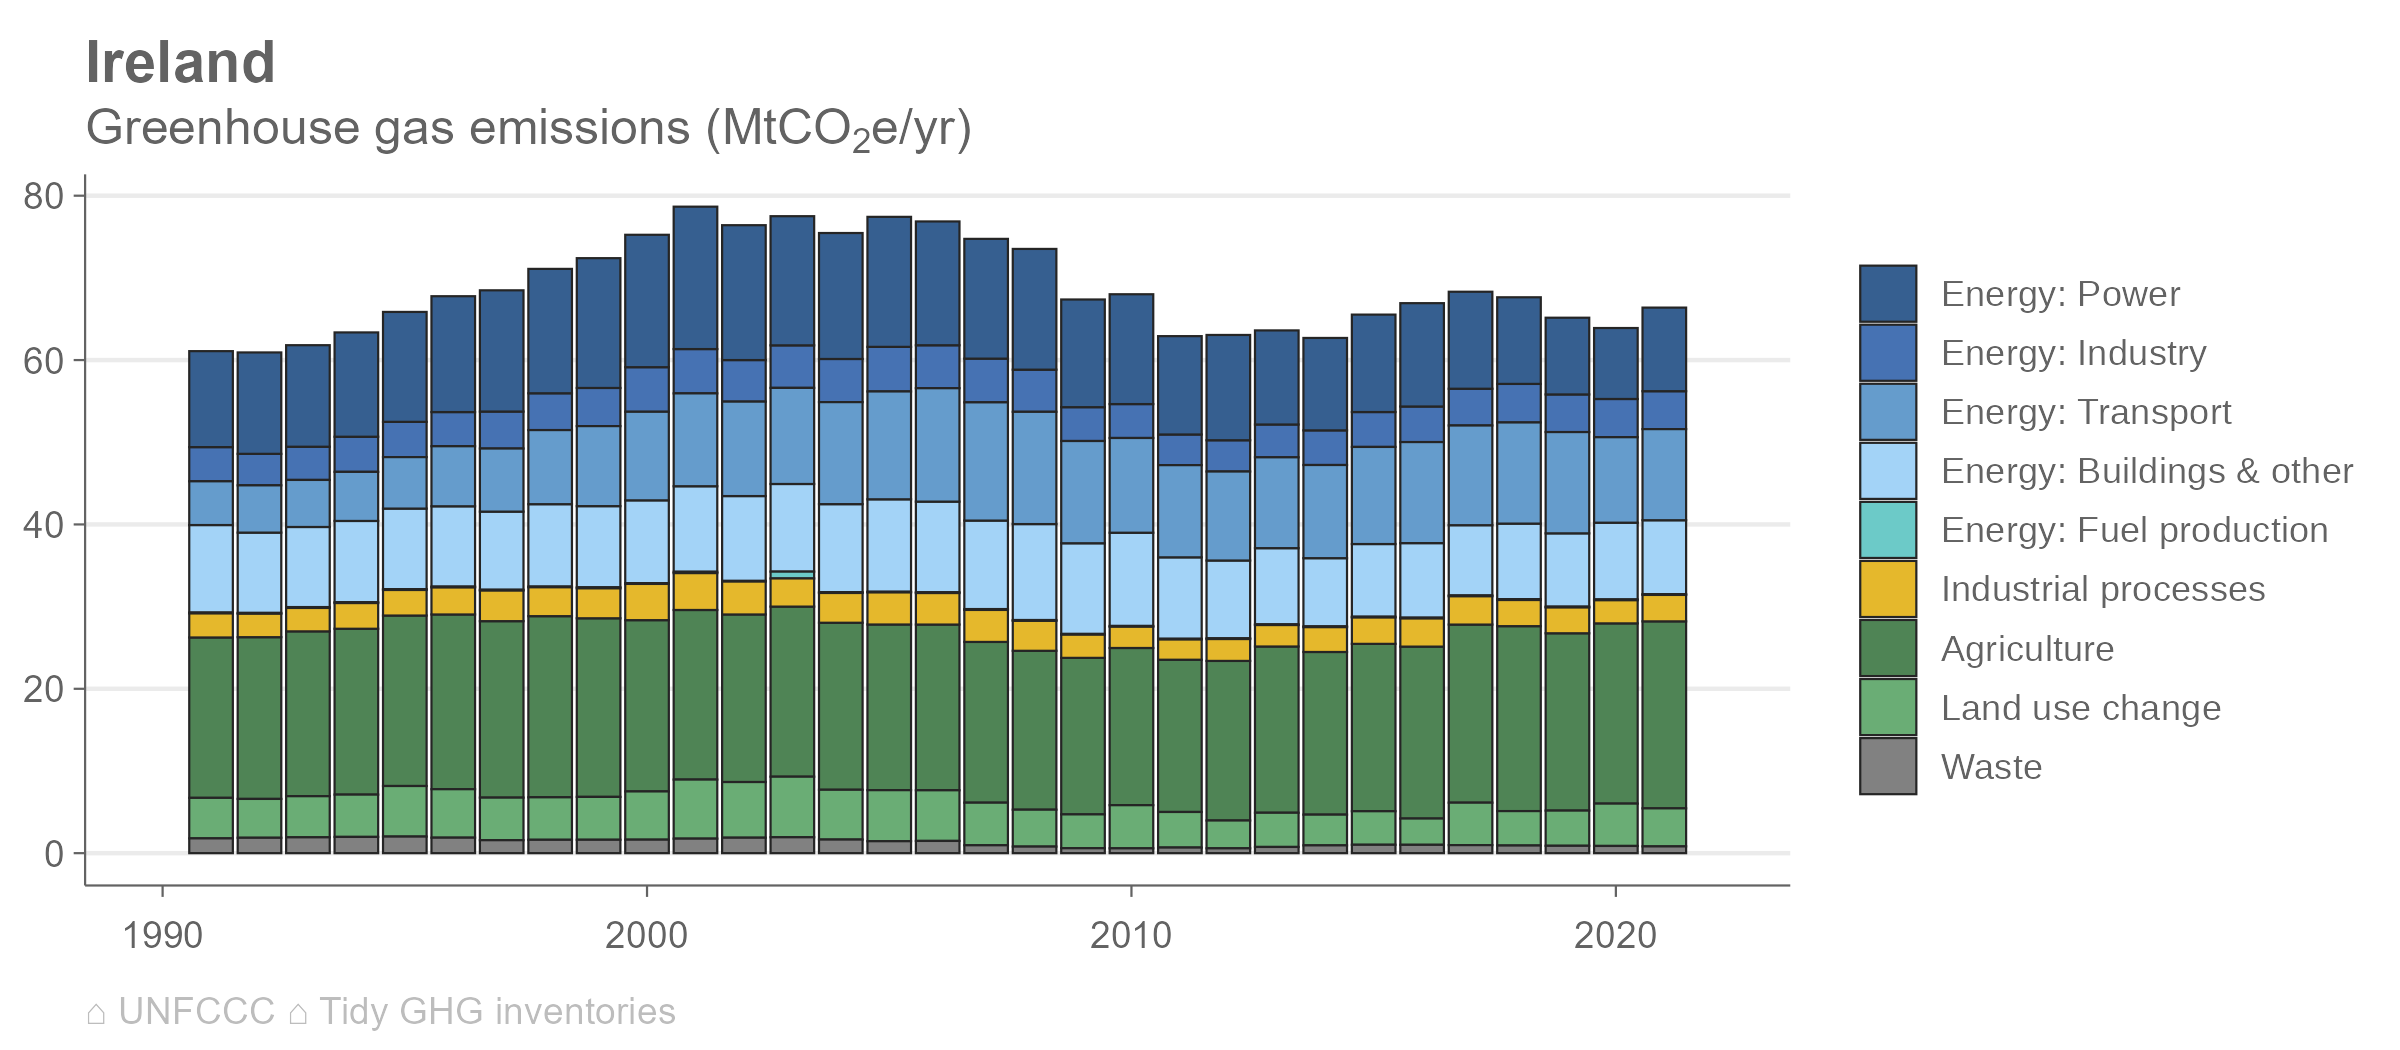 Ireland
Greenhouse gas emissions (MtCO₂e/yr)
80
60
40
20
0
1990 2000 2010 2020
Energy: Power
Energy: Industry
Energy: Transport
Energy: Buildings & other
Energy: Fuel production
Industrial processes
Agriculture
Land use change
Waste
⌂ UNFCCC ⌂ Tidy GHG inventories